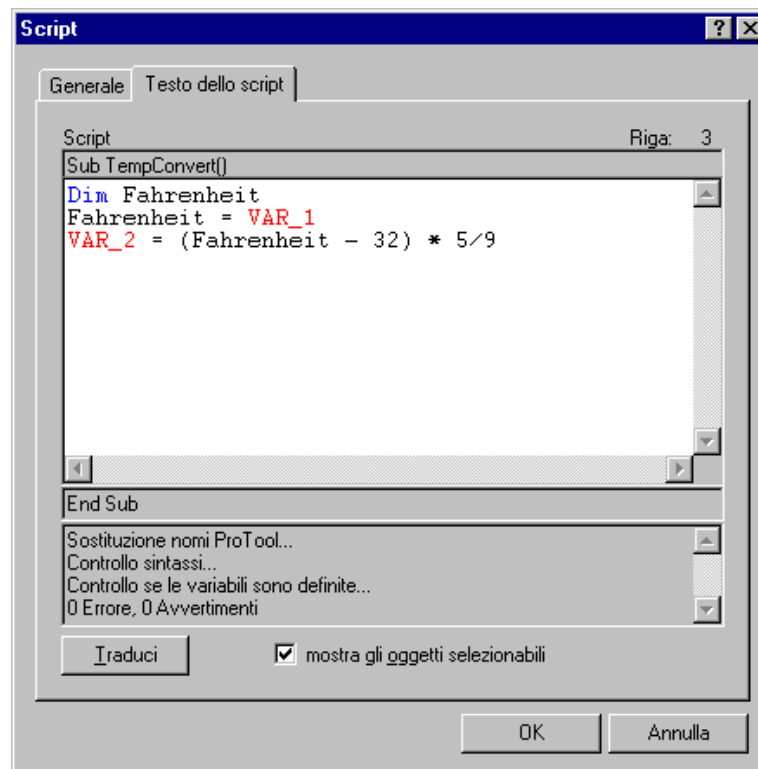 Script
Generale Testo dello script
Script Riga: 3
Sub TempConvert()
Dim Fahrenheit
Fahrenheit = VAR_1
VAR_2 = (Fahrenheit - 32) * 5/9
End Sub
Sostituzione nomi ProTool...
Controllo sintassi...
Controllo se le variabili sono definite...
0 Errore, 0 Avvertimenti
Traduci mostra gli oggetti selezionabili
OK Annulla